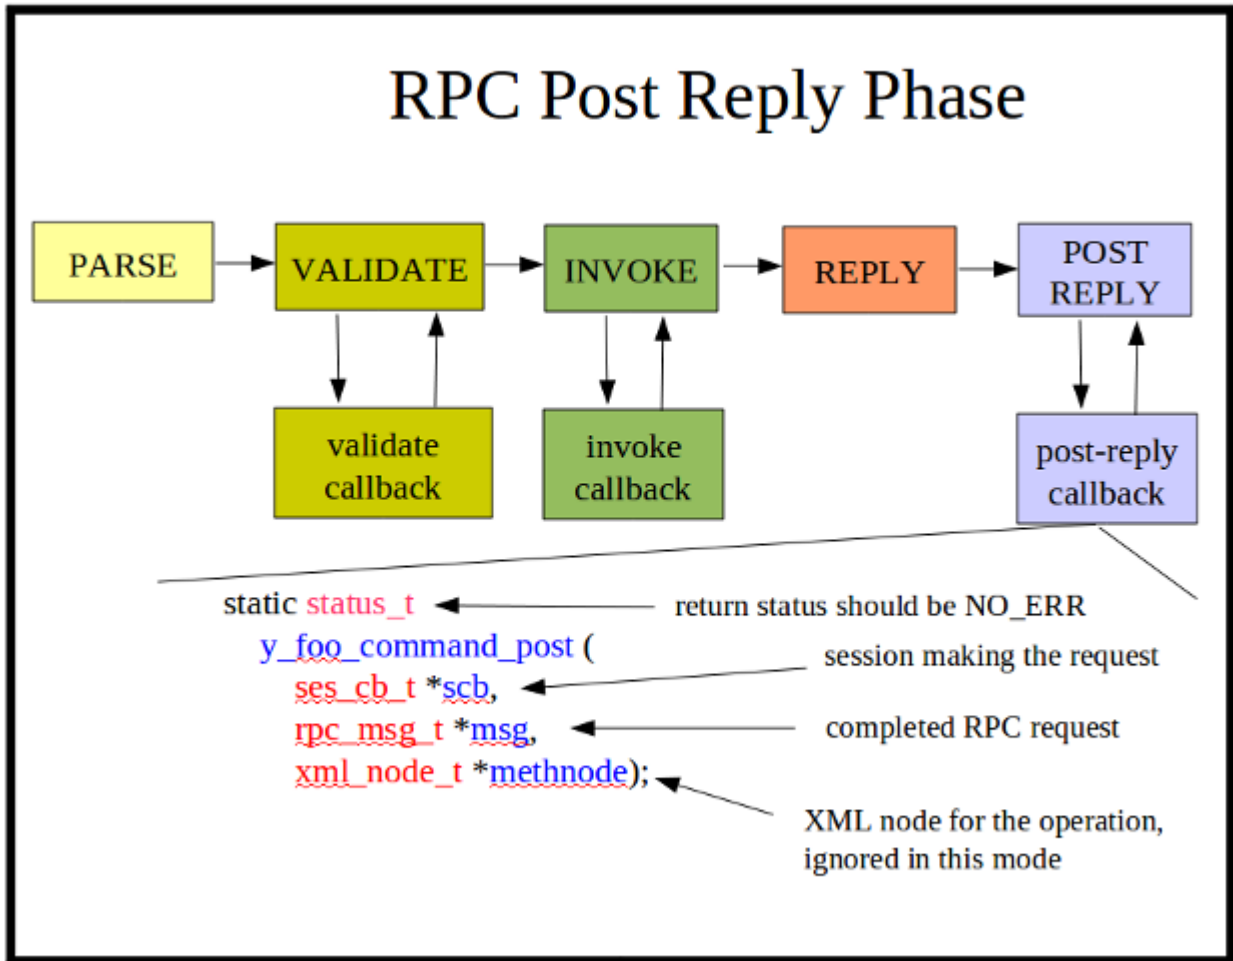 RPC Post Reply Phase
PARSE
VALIDATE
INVOKE
REPLY
POST
REPLY
validate
callback
invoke
callback
post-reply
callback
static status_t
return status should be NO_ERR
y_foo_command_post (
session making the request
ses_cb_t *scb,
rpc_msg_t *msg,
completed RPC request
xml_node_t *methnode);
XML node for the operation,
ignored in this mode